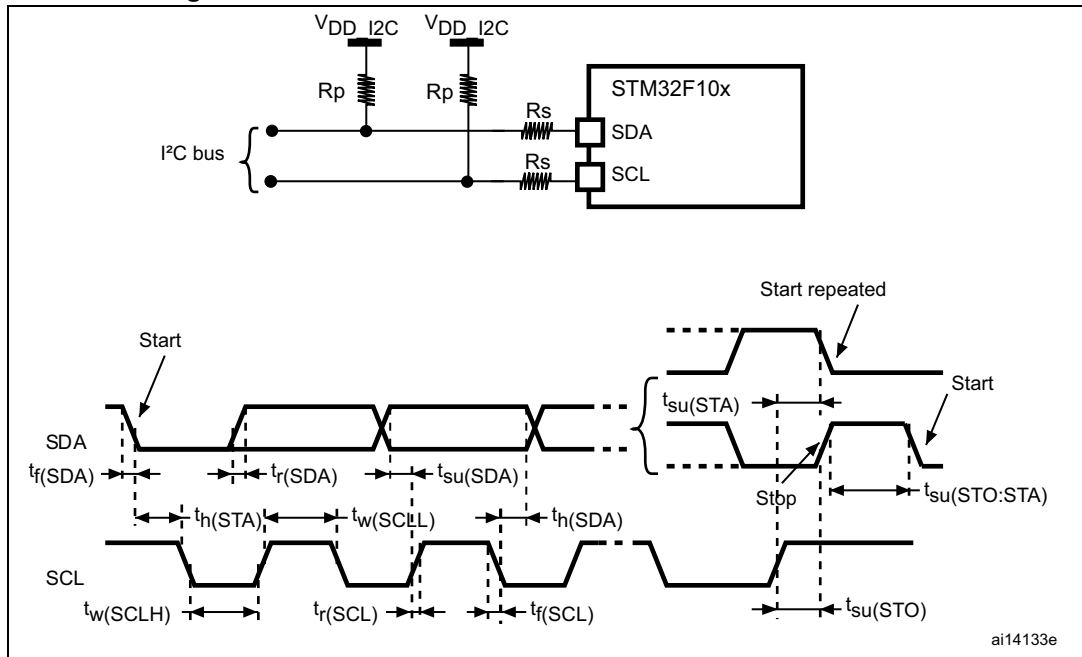 VDD_I2C VDD_I2C
STM32F10x
Rp Rp
Rs
SDA
I²C bus
Rs
SCL
Start repeated
Start
Start
tsu(STA)
SDA
tf(SDA) tr(SDA) tsu(SDA)
Stop
tsu(STO:STA)
th(STA) tw(SCLL) th(SDA)
SCL
tw(SCLH) tr(SCL) tf(SCL) tsu(STO)
ai14133e